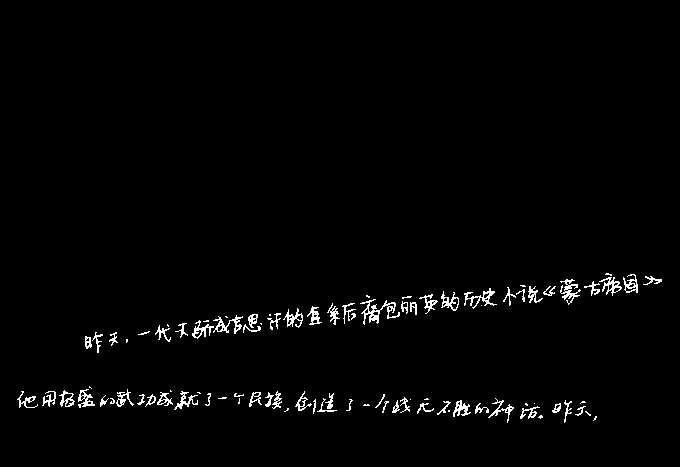 昨天，一代天骄成吉思汗的直系后裔包丽英的历史小说《蒙古帝国》
他用超盛的武功成就了一个民族，创造了一个战无不胜的神话。昨天，